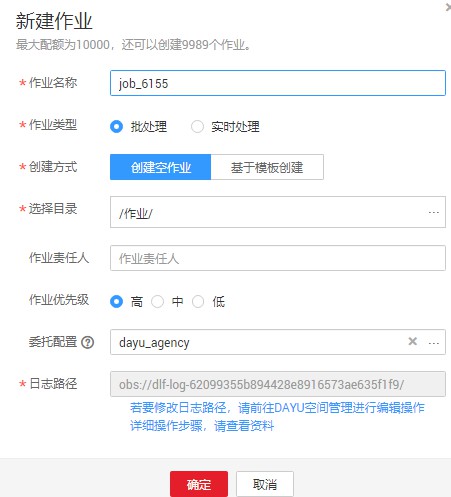 新建作业
最大配额为10000，还可以创建9989个作业。
* 作业名称 job_6155
* 作业类型 批处理 实时处理
* 创建方式 创建空作业 基于模板创建
* 选择目录 /作业/ ...
作业责任人 作业责任人
作业优先级 高 中 低
委托配置 ? dayu_agency × ...
* 日志路径 obs://dlf-log-62099355b894428e8916573ae635f1f9/
若要修改日志路径，请前往DAYU空间管理进行编辑操作
详细操作步骤，请查看资料
确定 取消